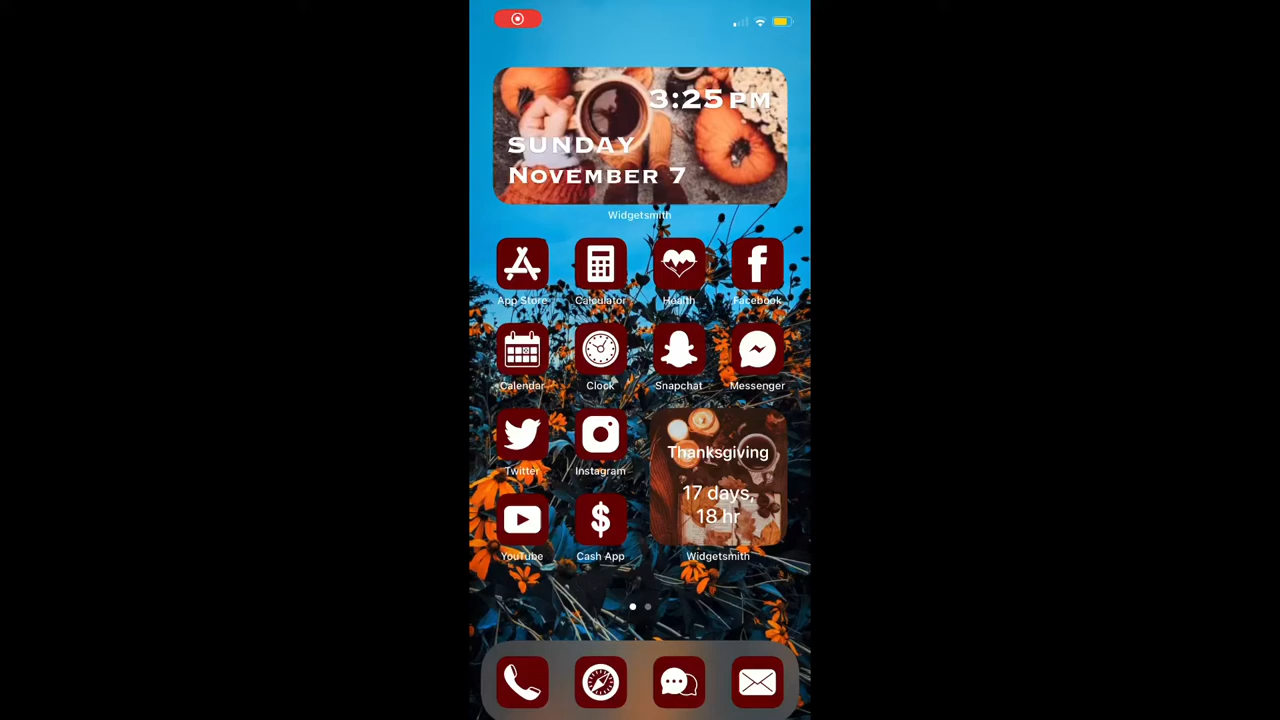 3:25 PM
SUNDAY
NOVEMBER 7
Widgetsmith
App Store
Calculator
Health
Facebook
Calendar
Clock
Snapchat
Messenger
Twitter
Instagram
Thanksgiving
17 days,
18 hr
YouTube
Cash App
Widgetsmith